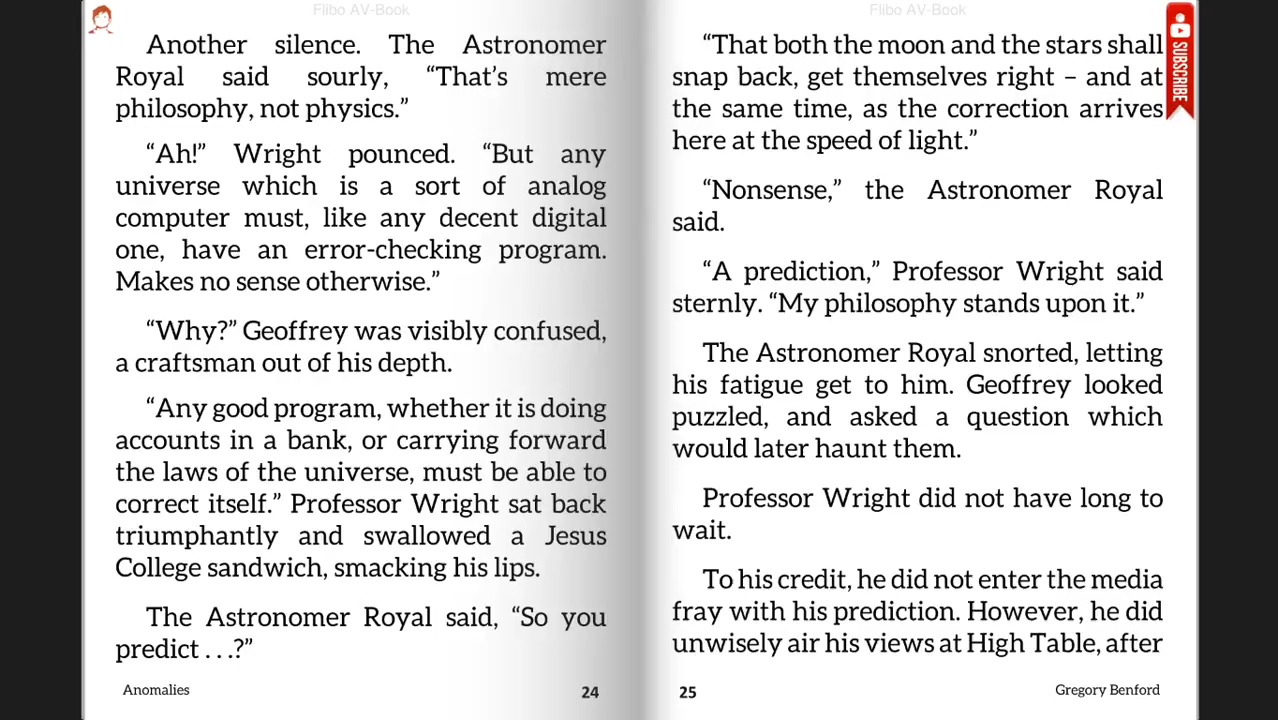 Flibo AV-Book
Another silence. The Astronomer
Royal said sourly, “That’s mere
philosophy, not physics.”
“Ah!” Wright pounced. “But any
universe which is a sort of analog
computer must, like any decent digital
one, have an error-checking program.
Makes no sense otherwise.”
“Why?” Geoffrey was visibly confused,
a craftsman out of his depth.
“Any good program, whether it is doing
accounts in a bank, or carrying forward
the laws of the universe, must be able to
correct itself.” Professor Wright sat back
triumphantly and swallowed a Jesus
College sandwich, smacking his lips.
The Astronomer Royal said, “So you
predict . . .?”
Anomalies
24
Flibo AV-Book
“That both the moon and the stars shall
snap back, get themselves right – and at
the same time, as the correction arrives
here at the speed of light.”
“Nonsense,” the Astronomer Royal
said.
“A prediction,” Professor Wright said
sternly. “My philosophy stands upon it.”
The Astronomer Royal snorted, letting
his fatigue get to him. Geoffrey looked
puzzled, and asked a question which
would later haunt them.
Professor Wright did not have long to
wait.
To his credit, he did not enter the media
fray with his prediction. However, he did
unwisely air his views at High Table, after
25
Gregory Benford
SUBSCRIBE